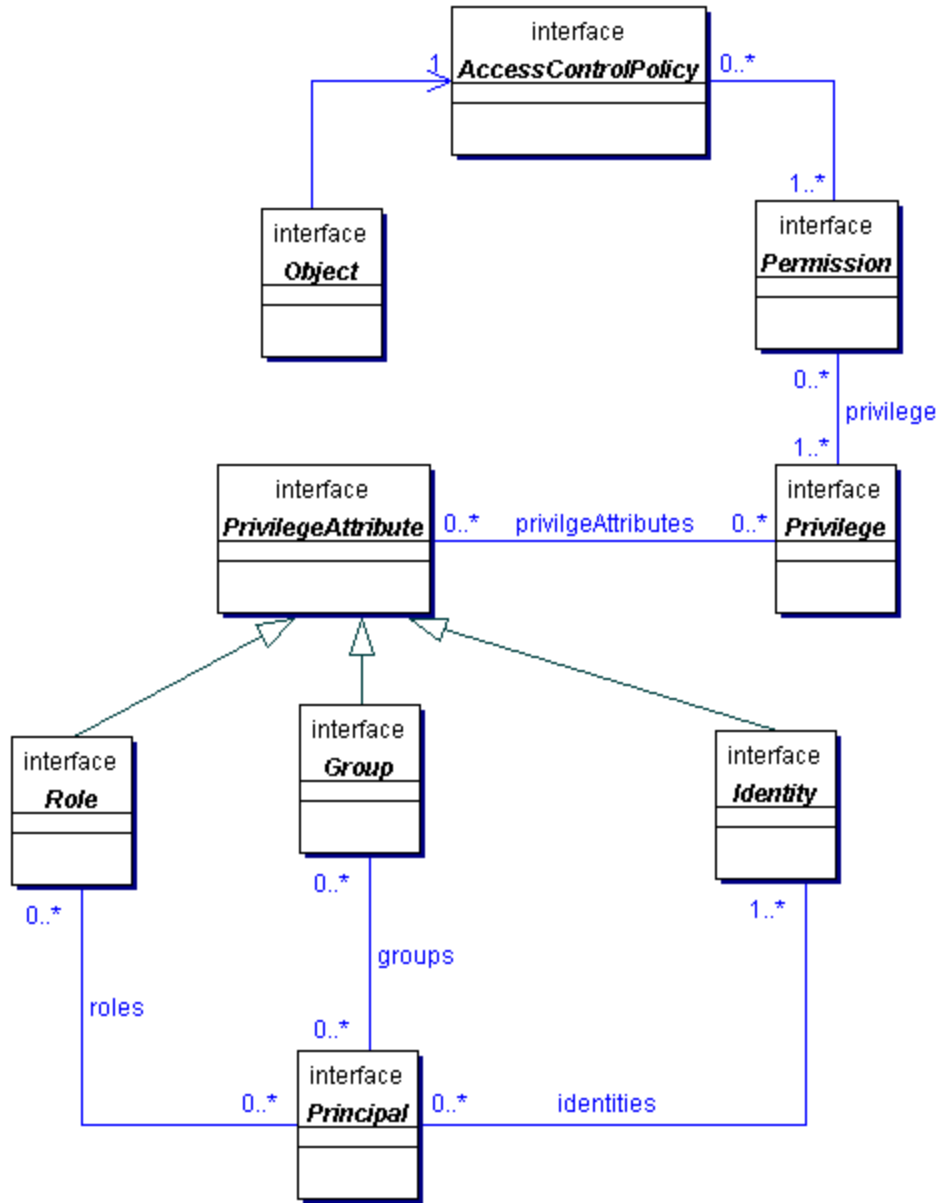 interface
AccessControlPolicy
1
0..*
1..*
interface
Object
interface
Permission
0..*
privilege
1..*
interface
PrivilegeAttribute
0..*
privilgeAttributes
0..*
interface
Privilege
interface
Role
interface
Group
interface
Identity
0..*
0..*
1..*
groups
roles
0..*
interface
Principal
0..*
0..*
identities